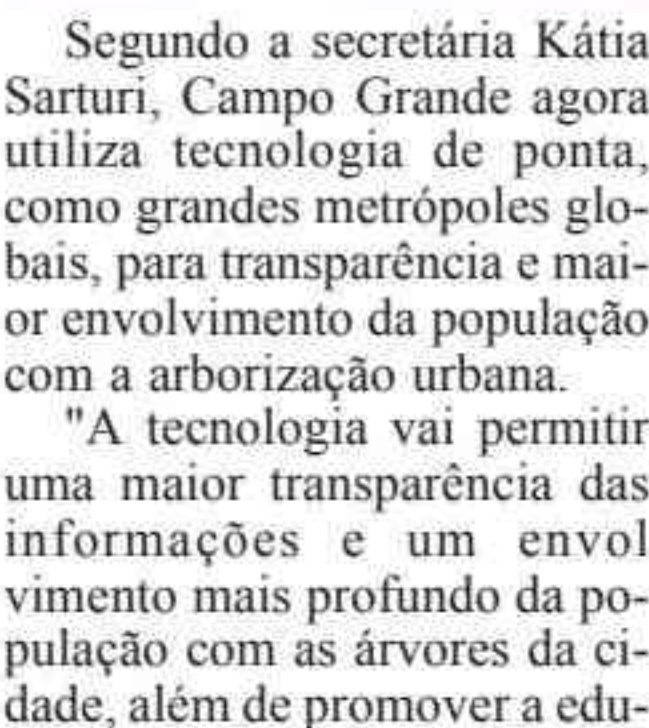 Segundo a secretária Kátia
Sarturi, Campo Grande agora
utiliza tecnologia de ponta,
como grandes metrópoles glo-
bais, para transparência e mai-
or envolvimento da população
com a arborização urbana.
"A tecnologia vai permitir
uma maior transparência das
informações e um envol
vimento mais profundo da po-
pulação com as árvores da ci-
dade, além de promover a edu-